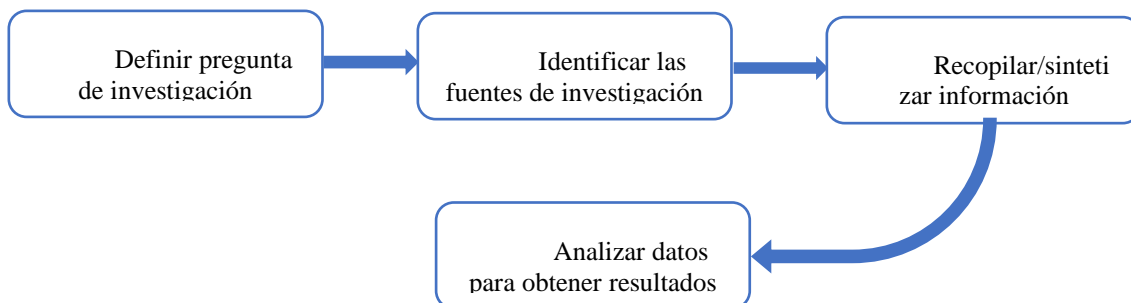 Definir pregunta
de investigación
Identificar las
fuentes de investigación
Recopilar/sinteti
zar información
Analizar datos
para obtener resultados